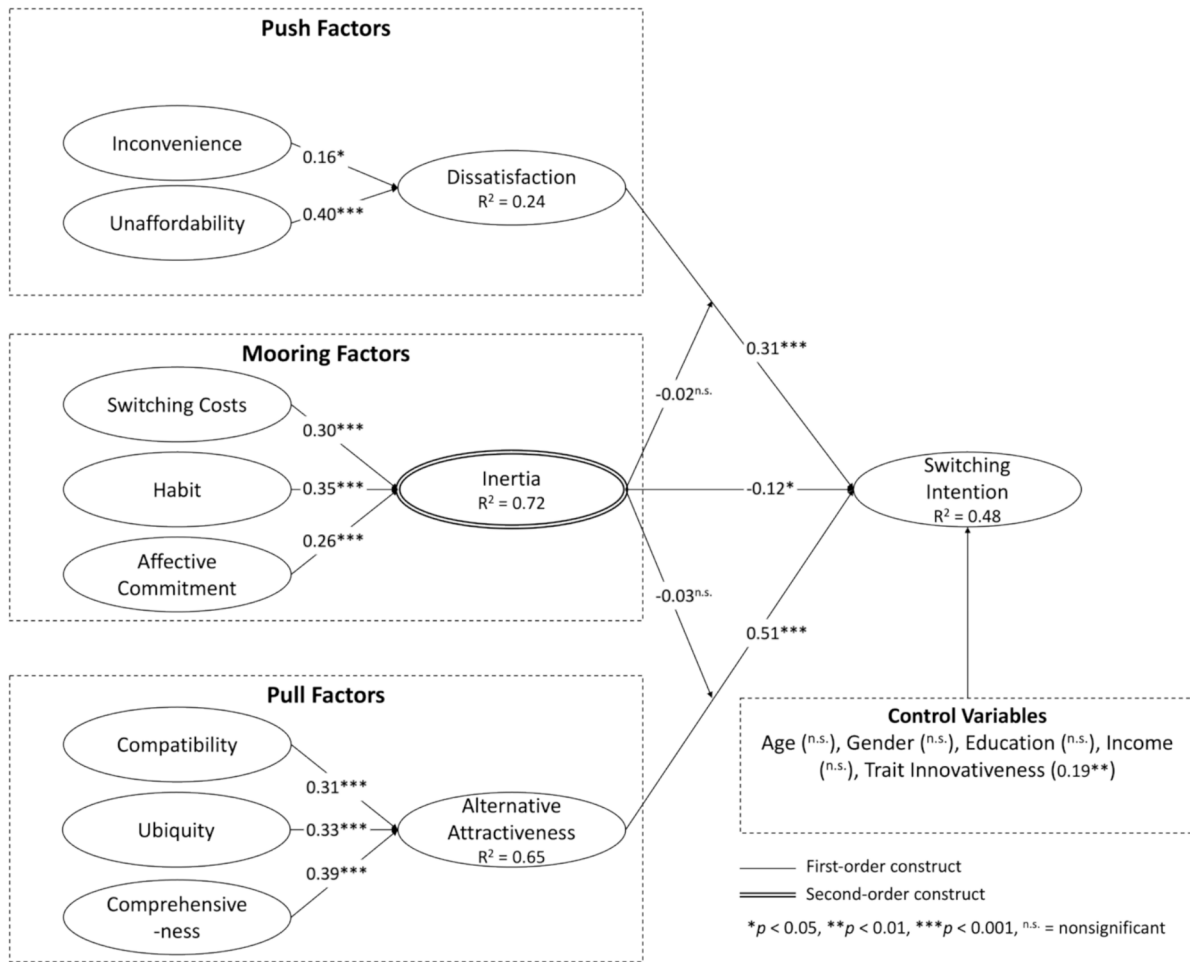 Push Factors
Inconvenience
0.16*
Unaffordability
0.40***
Dissatisfaction
R² = 0.24
0.31***
Mooring Factors
Switching Costs
0.30***
Habit
0.35***
Affective
Commitment
0.26***
Inertia
R² = 0.72
-0.02ⁿ·ˢ·
-0.12*
-0.03ⁿ·ˢ·
Switching
Intention
R² = 0.48
Pull Factors
Compatibility
0.31***
Ubiquity
0.33***
Comprehensive
-ness
0.39***
Alternative
Attractiveness
R² = 0.65
0.51***
Control Variables
Age (ⁿ·ˢ·), Gender (ⁿ·ˢ·), Education (ⁿ·ˢ·), Income
(ⁿ·ˢ·), Trait Innovativeness (0.19**)
First-order construct
Second-order construct
*p < 0.05, **p < 0.01, ***p < 0.001, ⁿ·ˢ· = nonsignificant